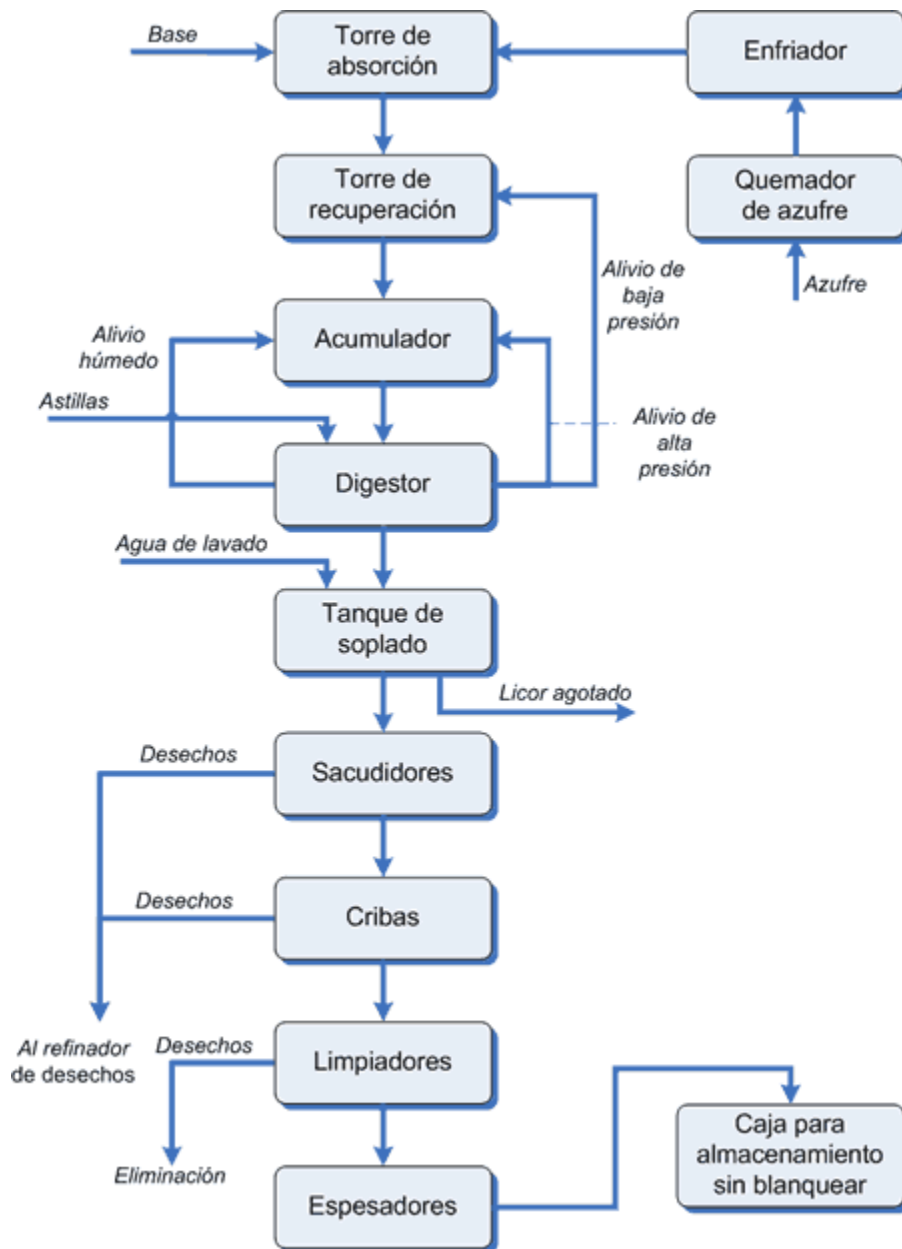 Base
Torre de
absorción
Enfriador
Torre de
recuperación
Quemador
de azufre
Azufre
Alivio de
baja
presión
Alivio
húmedo
Acumulador
Astillas
Alivio de
alta
presión
Digestor
Agua de lavado
Tanque de
soplado
Licor agotado
Desechos
Sacudidores
Desechos
Cribas
Al refinador
de desechos
Desechos
Limpiadores
Eliminación
Espesadores
Caja para
almacenamiento
sin blanquear